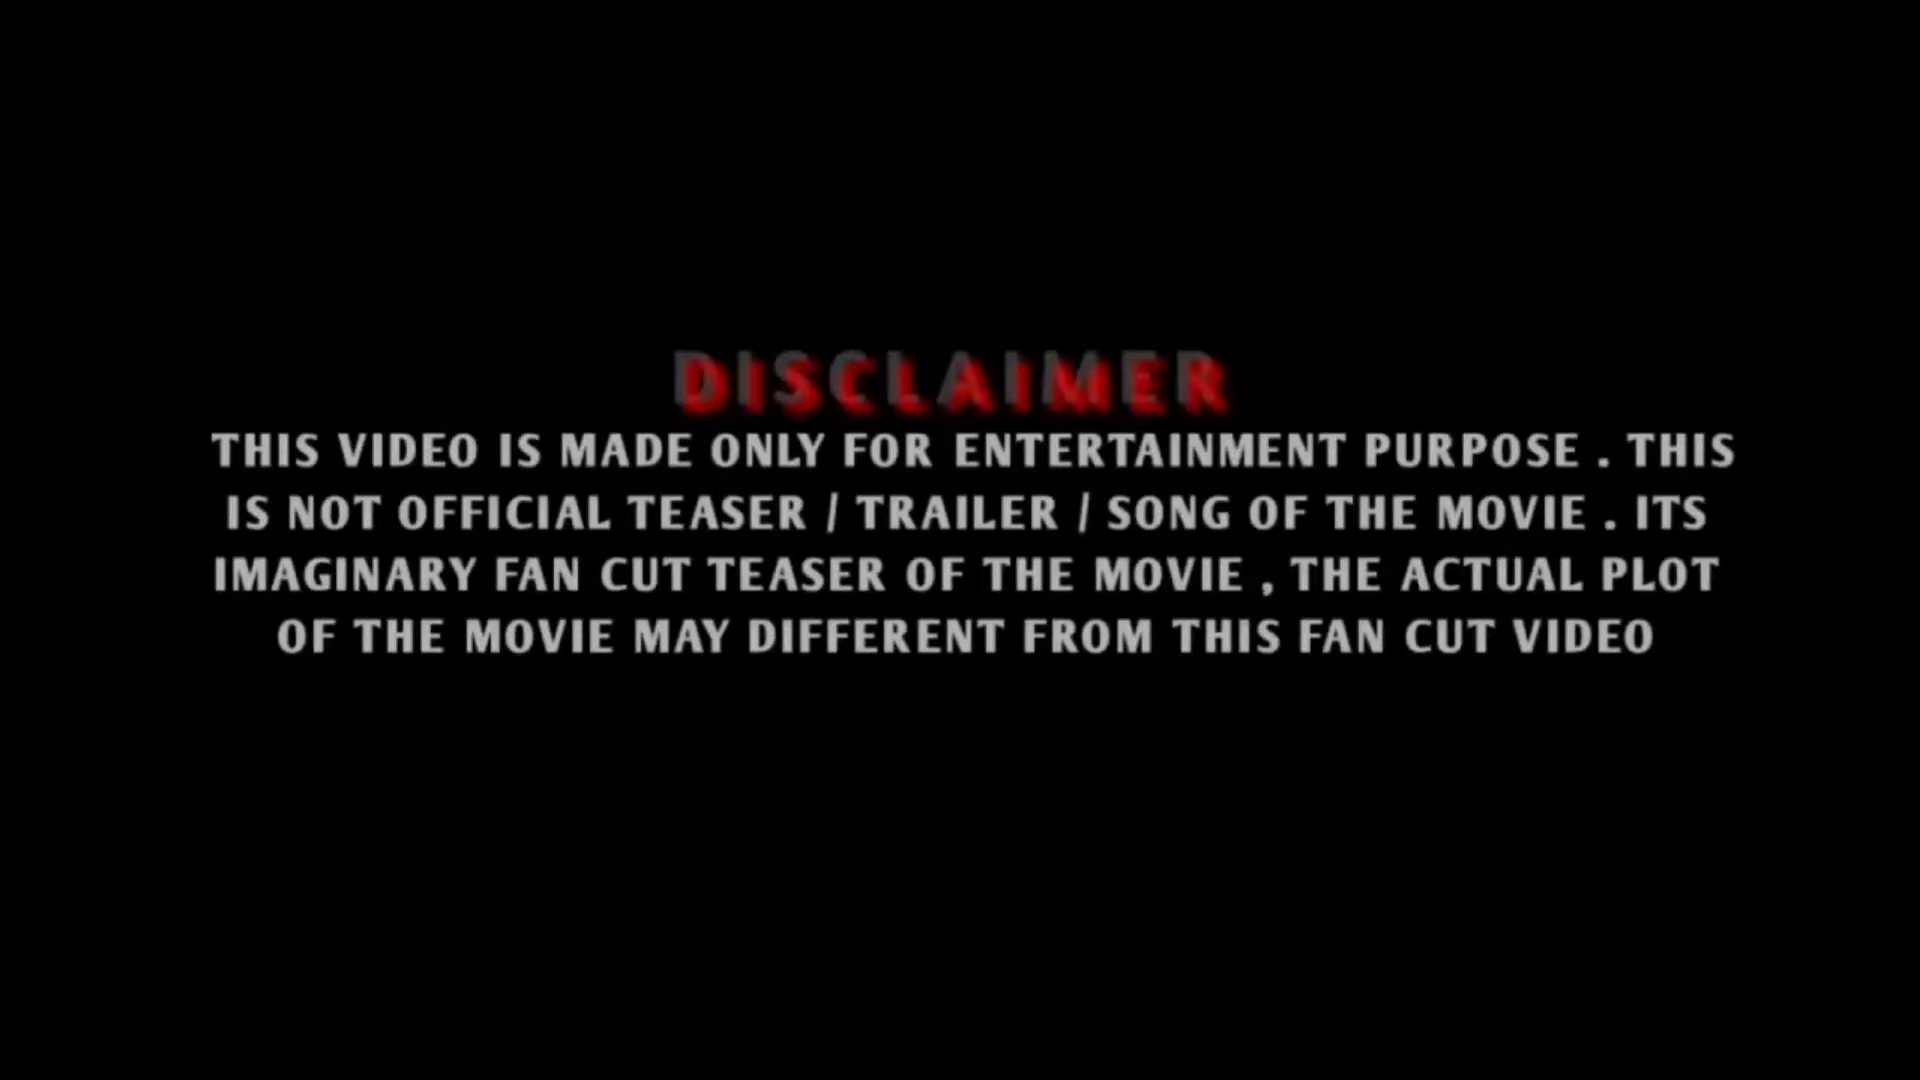 DISCLAIMER
THIS VIDEO IS MADE ONLY FOR ENTERTAINMENT PURPOSE . THIS
IS NOT OFFICIAL TEASER / TRAILER / SONG OF THE MOVIE . ITS
IMAGINARY FAN CUT TEASER OF THE MOVIE , THE ACTUAL PLOT
OF THE MOVIE MAY DIFFERENT FROM THIS FAN CUT VIDEO